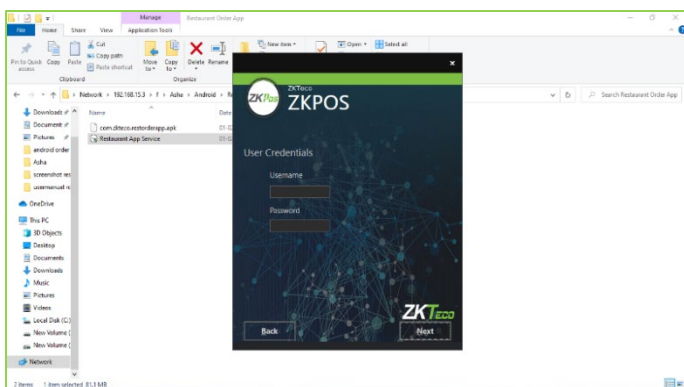 Manage
Restaurant Order App
File
Home
Share
View
Application Tools
Pin to Quick access
Copy
Paste
Cut
Copy path
Paste shortcut
Clipboard
Move to
Copy to
Delete
Rename
Organize
New item
Open
Select all
Network > 192.168.15.3 > f > Asha > Android >
Search Restaurant Order App
Name
Date
com.zkteco.restorderapp.apk
Restaurant App Service
Downloads
Document
Pictures
android order
Asha
screenshot res
usermanual re
OneDrive
This PC
3D Objects
Desktop
Documents
Downloads
Music
Pictures
Videos
Local Disk (C:)
New Volume (
New Volume (
Network
2 items
1 item selected 81.1 MB
ZKPos
ZKTeco
ZKPOS
User Credentials
Username
Password
ZKTeco
Back
Next